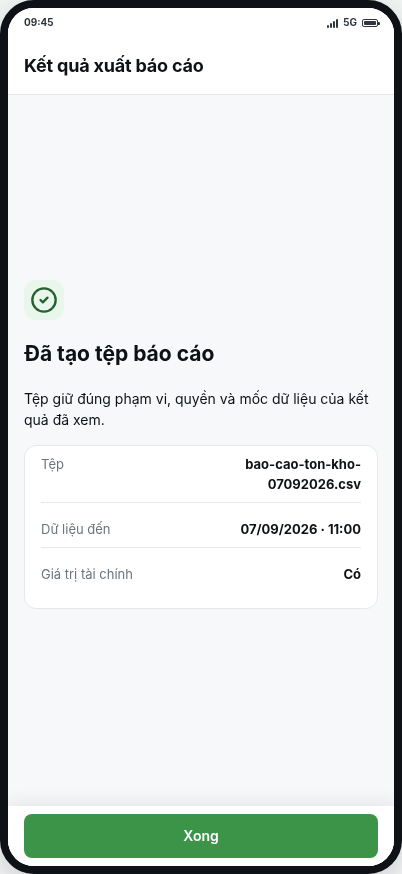 09:45
5G
Kết quả xuất báo cáo
Đã tạo tệp báo cáo
Tệp giữ đúng phạm vi, quyền và mốc dữ liệu của kết
quả đã xem.
Tệp
bao-cao-ton-kho-
07092026.csv
Dữ liệu đến
07/09/2026 · 11:00
Giá trị tài chính
Có
Xong